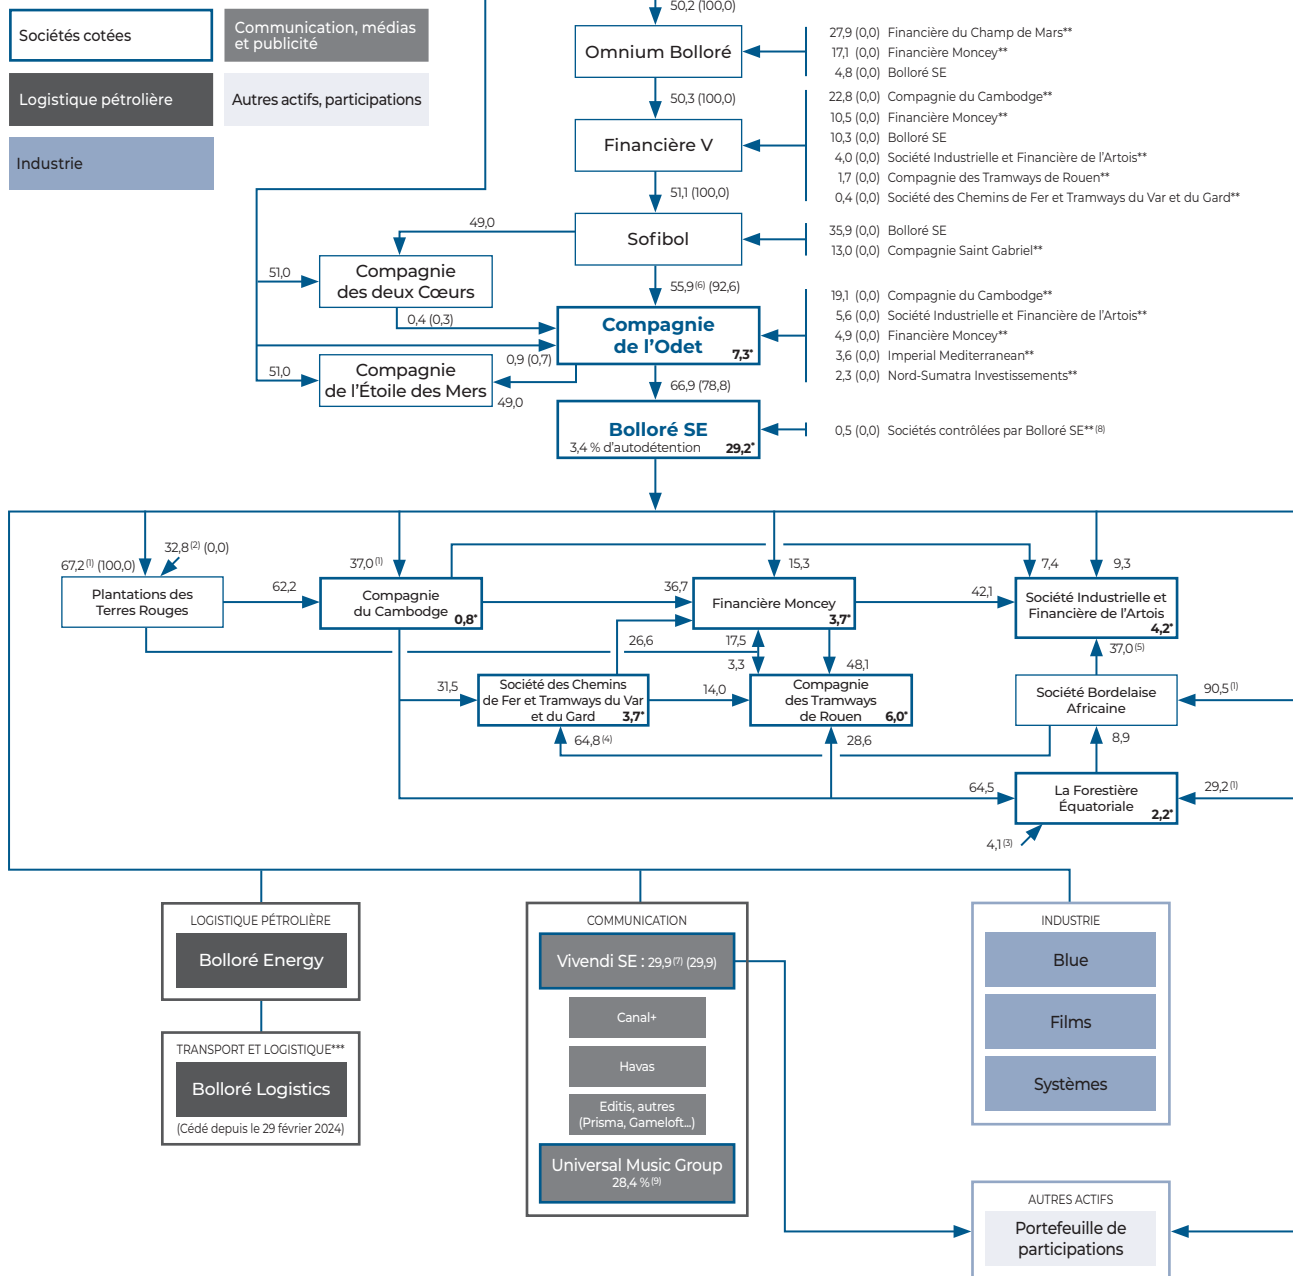 Sociétés cotées
Communication, médias
et publicité
Logistique pétrolière
Autres actifs, participations
Industrie
50,2 (100,0)
Omnium Bolloré
27,9 (0,0) Financière du Champ de Mars**
17,1 (0,0) Financière Moncey**
4,8 (0,0) Bolloré SE
50,3 (100,0)
Financière V
22,8 (0,0) Compagnie du Cambodge**
10,5 (0,0) Financière Moncey**
10,3 (0,0) Bolloré SE
4,0 (0,0) Société Industrielle et Financière de l'Artois**
1,7 (0,0) Compagnie des Tramways de Rouen**
0,4 (0,0) Société des Chemins de Fer et Tramways du Var et du Gard**
51,1 (100,0)
49,0
Sofibol
35,9 (0,0) Bolloré SE
13,0 (0,0) Compagnie Saint Gabriel**
51,0
Compagnie
des deux Cœurs
55,9(6) (92,6)
0,4 (0,3)
Compagnie
de l'Odet
7,3*
19,1 (0,0) Compagnie du Cambodge**
5,6 (0,0) Société Industrielle et Financière de l'Artois**
4,9 (0,0) Financière Moncey**
3,6 (0,0) Imperial Mediterranean**
2,3 (0,0) Nord-Sumatra Investissements**
0,9 (0,7)
51,0
Compagnie
de l'Étoile des Mers
49,0
66,9 (78,8)
Bolloré SE
3,4 % d'autodétention
29,2*
0,5 (0,0) Sociétés contrôlées par Bolloré SE** (8)
67,2(1) (100,0)
32,8(2) (0,0)
37,0(1)
15,3
7,4
9,3
Plantations des
Terres Rouges
62,2
Compagnie
du Cambodge
0,8*
36,7
Financière Moncey
3,7*
42,1
Société Industrielle et
Financière de l'Artois
4,2*
26,6
17,5
3,3
48,1
37,0(5)
31,5
Société des Chemins
de Fer et Tramways du Var
et du Gard
3,7*
14,0
Compagnie
des Tramways
de Rouen
6,0*
Société Bordelaise
Africaine
90,5(1)
64,8(4)
28,6
8,9
64,5
La Forestière
Équatoriale
2,2*
29,2(1)
4,1(3)
LOGISTIQUE PÉTROLIÈRE
Bolloré Energy
TRANSPORT ET LOGISTIQUE***
Bolloré Logistics
(Cédé depuis le 29 février 2024)
COMMUNICATION
Vivendi SE : 29,9(7) (29,9)
Canal+
Havas
Editis, autres
(Prisma, Gameloft...)
Universal Music Group
28,4 %(9)
INDUSTRIE
Blue
Films
Systèmes
AUTRES ACTIFS
Portefeuille de
participations